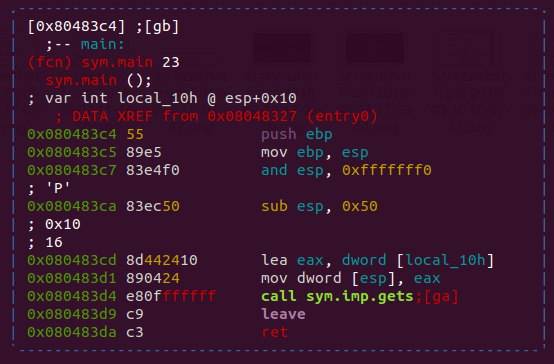 [0x80483c4] ;[gb]
;-- main:
(fcn) sym.main 23
sym.main ();
; var int local_10h @ esp+0x10
; DATA XREF from 0x08048327 (entry0)
0x080483c4 55 push ebp
0x080483c5 89e5 mov ebp, esp
0x080483c7 83e4f0 and esp, 0xfffffff0
; 'P'
0x080483ca 83ec50 sub esp, 0x50
; 0x10
; 16
0x080483cd 8d442410 lea eax, dword [local_10h]
0x080483d1 890424 mov dword [esp], eax
0x080483d4 e80fffffff call sym.imp.gets;[ga]
0x080483d9 c9 leave
0x080483da c3 ret